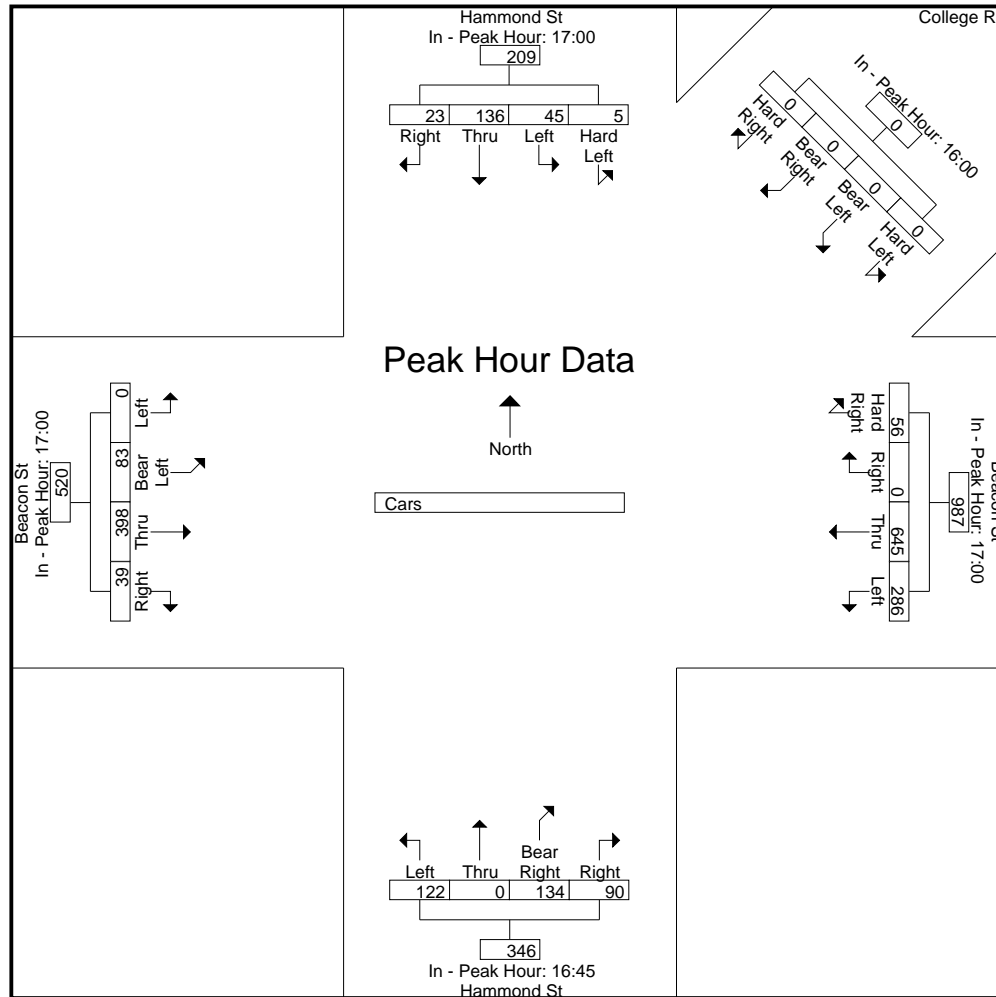 Hammond St
In - Peak Hour: 17:00
209
23 136 45 5
Right Thru Left Hard Left
College R
In - Peak Hour: 16:00
0
0 0 0 0
Hard Right
Bear Right
Bear Left
Hard Left
Peak Hour Data
North
Cars
Beacon St
In - Peak Hour: 17:00
520
0 83 398 39
Left
Bear Left
Thru
Right
Beacon St
In - Peak Hour: 17:00
987
56 0 645 286
Hard Right
Right
Thru
Left
Left Thru Bear Right Right
122 0 134 90
346
In - Peak Hour: 16:45
Hammond St